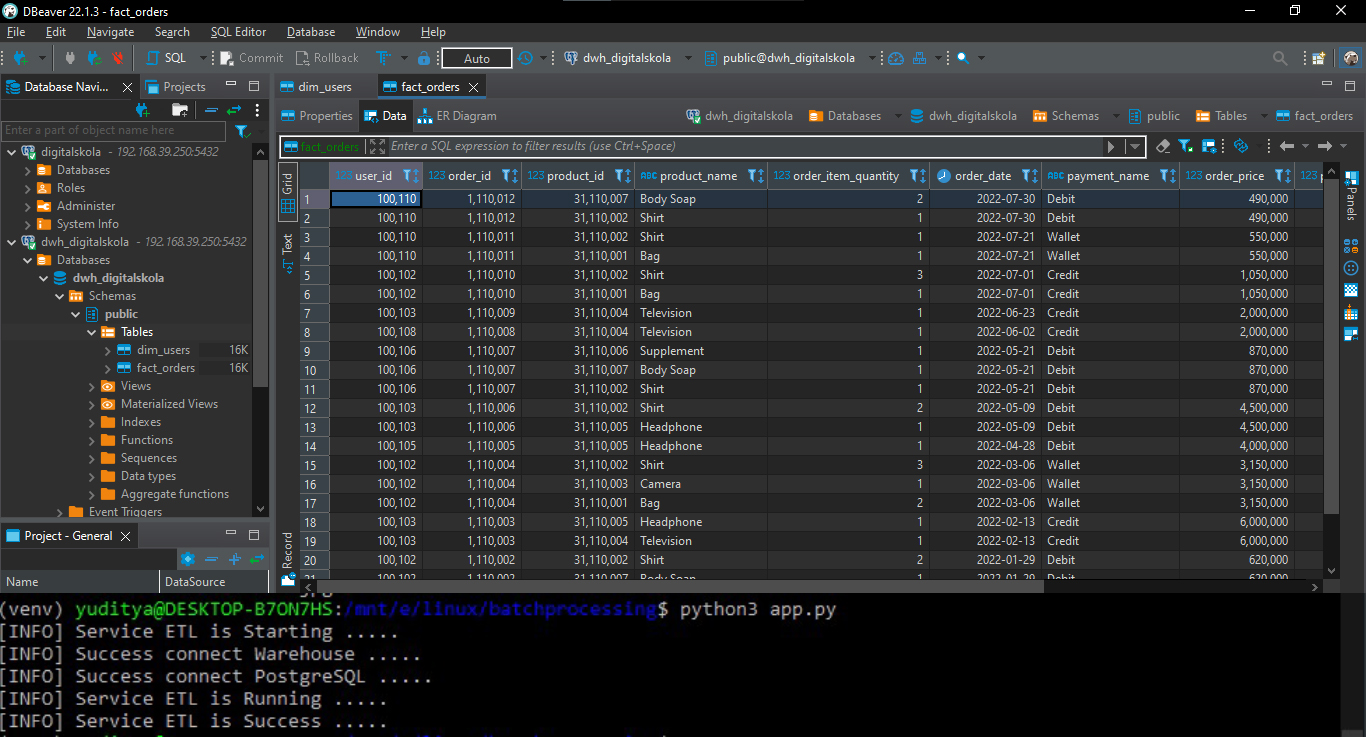 DBeaver 22.1.3 - fact_orders
File Edit Navigate Search SQL Editor Database Window Help
SQL Commit Rollback Auto dwh_digitalskola public@dwh_digitalskola
Database Navi... Projects
Enter a part of object name here
digitalskola - 192.168.39.250:5432
Databases
Roles
Administer
System Info
dwh_digitalskola - 192.168.39.250:5432
Databases
dwh_digitalskola
Schemas
public
Tables
dim_users 16K
fact_orders 16K
Views
Materialized Views
Indexes
Functions
Sequences
Data types
Aggregate functions
Event Triggers
Project - General
Name DataSource
dim_users fact_orders
Properties Data ER Diagram dwh_digitalskola Databases dwh_digitalskola Schemas public Tables fact_orders
fact_orders Enter a SQL expression to filter results (use Ctrl+Space)
Grid
Text
Record
Panels
123 user_id 123 order_id 123 product_id ABC product_name 123 order_item_quantity order_date ABC payment_name 123 order_price 123
1 100,110 1,110,012 31,110,007 Body Soap 2 2022-07-30 Debit 490,000
2 100,110 1,110,012 31,110,002 Shirt 1 2022-07-30 Debit 490,000
3 100,110 1,110,011 31,110,002 Shirt 1 2022-07-21 Wallet 550,000
4 100,110 1,110,011 31,110,001 Bag 1 2022-07-21 Wallet 550,000
5 100,102 1,110,010 31,110,002 Shirt 3 2022-07-01 Credit 1,050,000
6 100,102 1,110,010 31,110,001 Bag 1 2022-07-01 Credit 1,050,000
7 100,103 1,110,009 31,110,004 Television 1 2022-06-23 Credit 2,000,000
8 100,108 1,110,008 31,110,004 Television 1 2022-06-02 Credit 2,000,000
9 100,106 1,110,007 31,110,006 Supplement 1 2022-05-21 Debit 870,000
10 100,106 1,110,007 31,110,007 Body Soap 1 2022-05-21 Debit 870,000
11 100,106 1,110,007 31,110,002 Shirt 1 2022-05-21 Debit 870,000
12 100,103 1,110,006 31,110,002 Shirt 2 2022-05-09 Debit 4,500,000
13 100,103 1,110,006 31,110,005 Headphone 1 2022-05-09 Debit 4,500,000
14 100,105 1,110,005 31,110,005 Headphone 1 2022-04-28 Debit 4,000,000
15 100,102 1,110,004 31,110,002 Shirt 3 2022-03-06 Wallet 3,150,000
16 100,102 1,110,004 31,110,003 Camera 1 2022-03-06 Wallet 3,150,000
17 100,102 1,110,004 31,110,001 Bag 2 2022-03-06 Wallet 3,150,000
18 100,103 1,110,003 31,110,005 Headphone 1 2022-02-13 Credit 6,000,000
19 100,103 1,110,003 31,110,004 Television 1 2022-02-13 Credit 6,000,000
20 100,102 1,110,002 31,110,002 Shirt 2 2022-01-29 Debit 620,000
21 100,102 1,110,002 31,110,007 Body Soap 1 2022-01-29 Debit 620,000
(venv) yuditya@DESKTOP-B7ON7HS:/mnt/e/linux/batchprocessing$ python3 app.py
[INFO] Service ETL is Starting .....
[INFO] Success connect Warehouse .....
[INFO] Success connect PostgreSQL .....
[INFO] Service ETL is Running .....
[INFO] Service ETL is Success .....